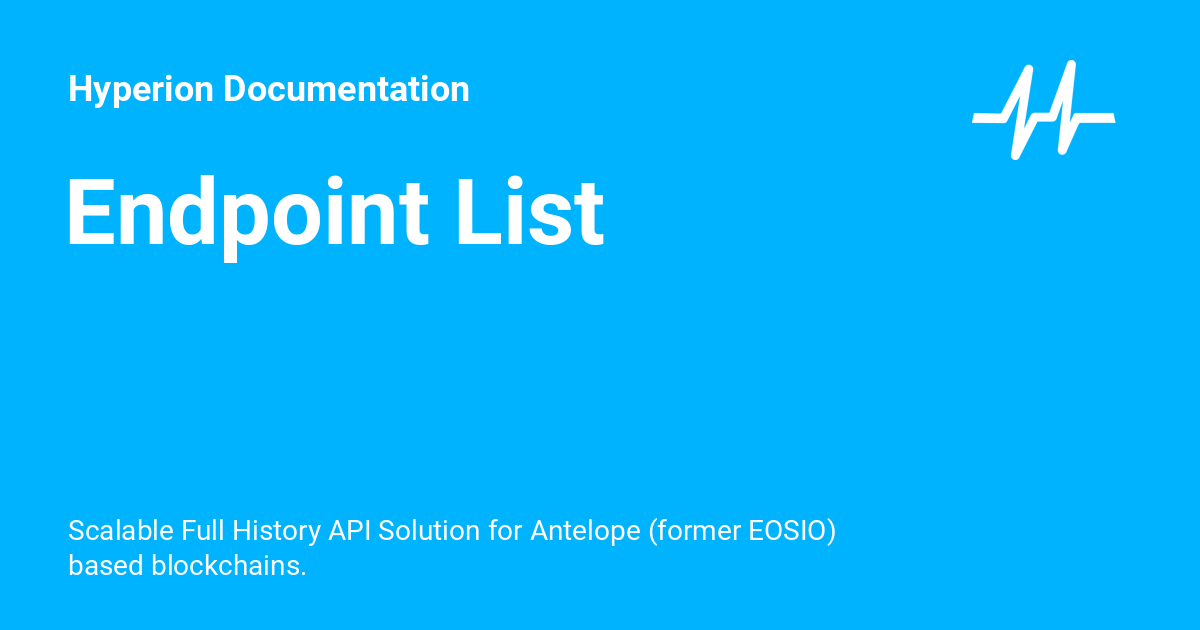 Hyperion Documentation
Endpoint List
Scalable Full History API Solution for Antelope (former EOSIO)
based blockchains.